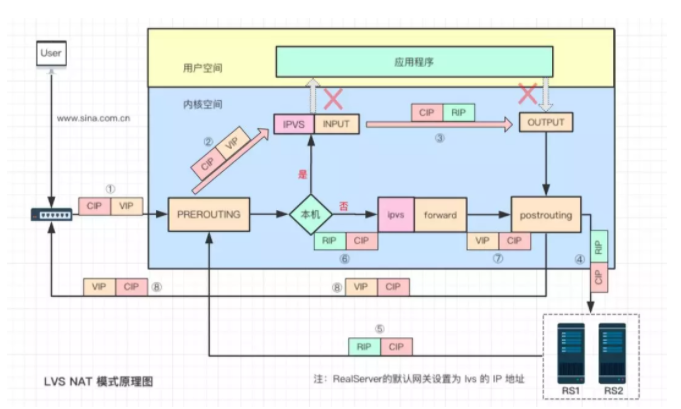 User
用户空间
应用程序
www.sina.com.cn
内核空间
②
CIP VIP
IPVS INPUT
CIP RIP
③
OUTPUT
①
CIP VIP
PREROUTING
是
本机
否
ipvs forward
postrouting
RIP CIP
⑥
VIP CIP
⑦
④
RIP
CIP
VIP CIP ⑧
⑧ VIP CIP
⑤
RIP CIP
RS1 RS2
LVS NAT 模式原理图
注：RealServer的默认网关设置为 lvs 的 IP 地址